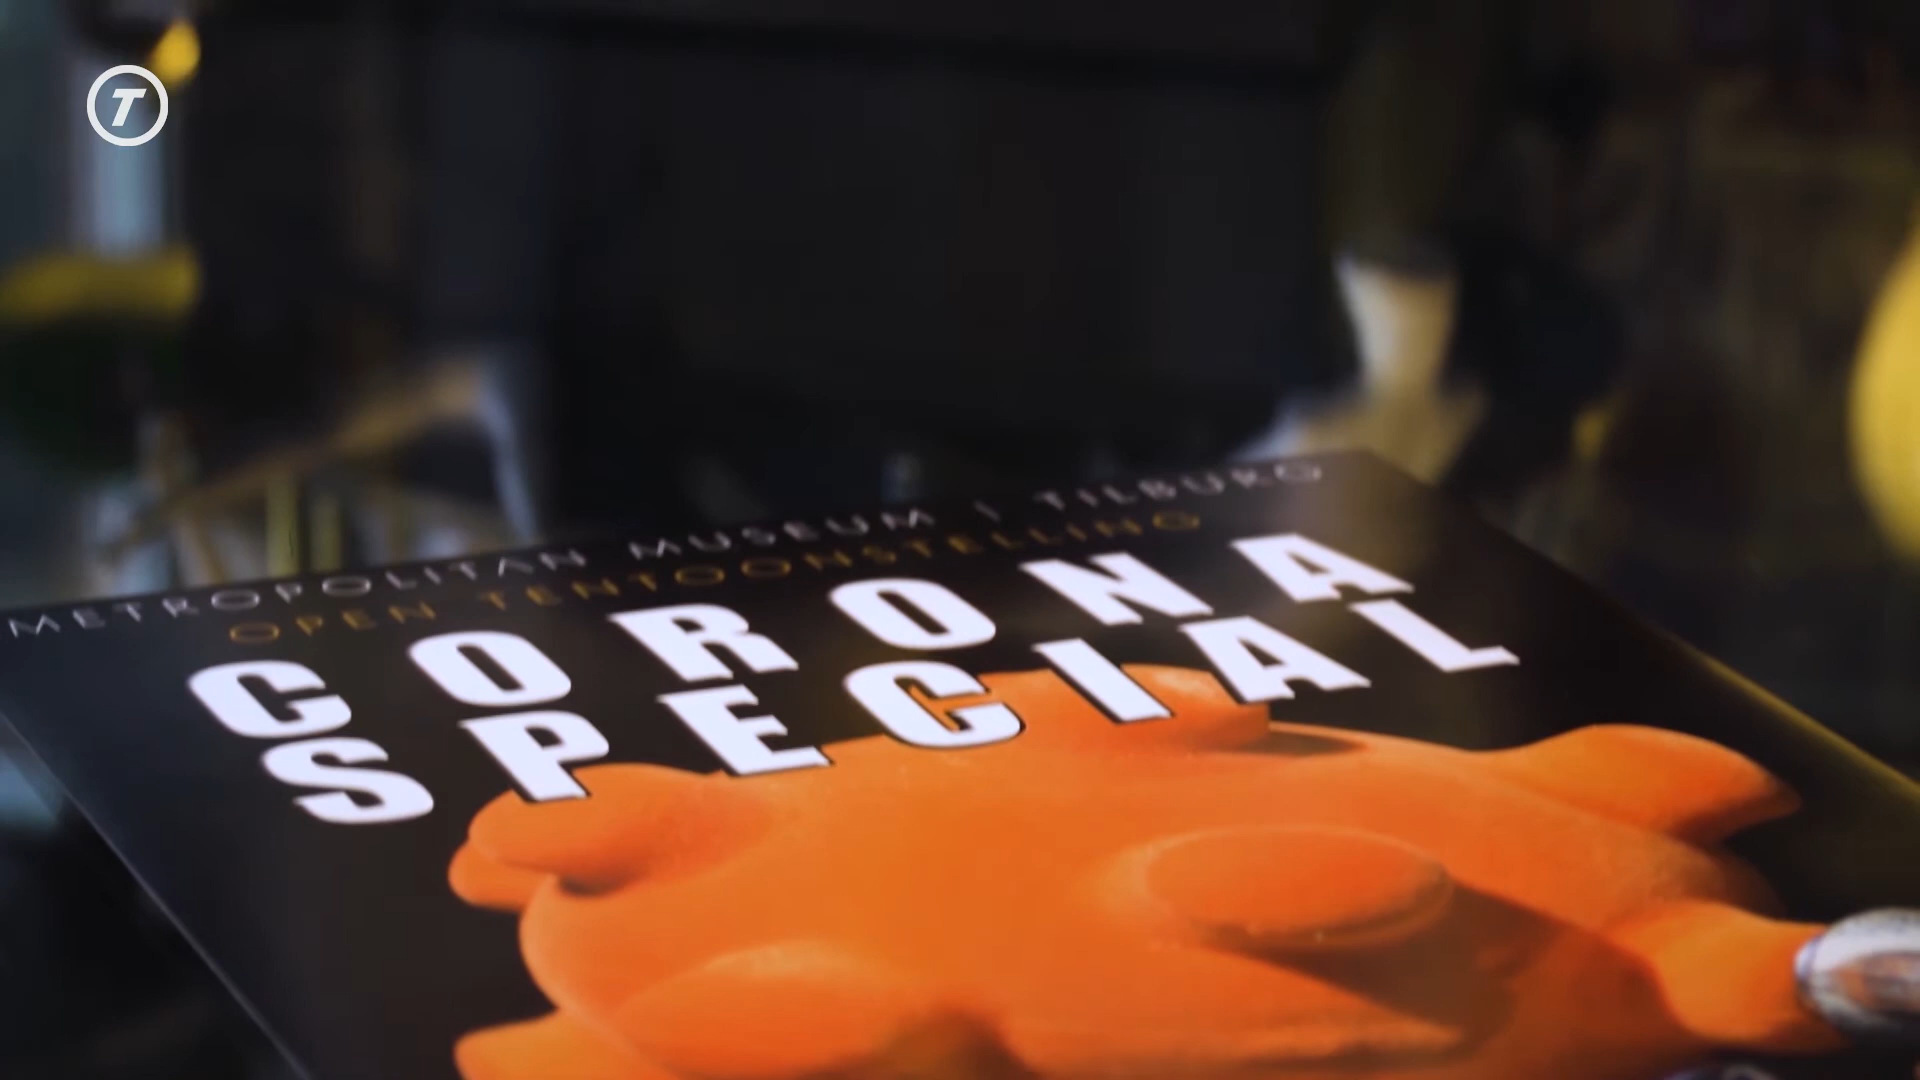 T
METROPOLITAN MUSEUM | TILBURG
OPEN TENTOONSTELLING
CORONA
SPECIAL